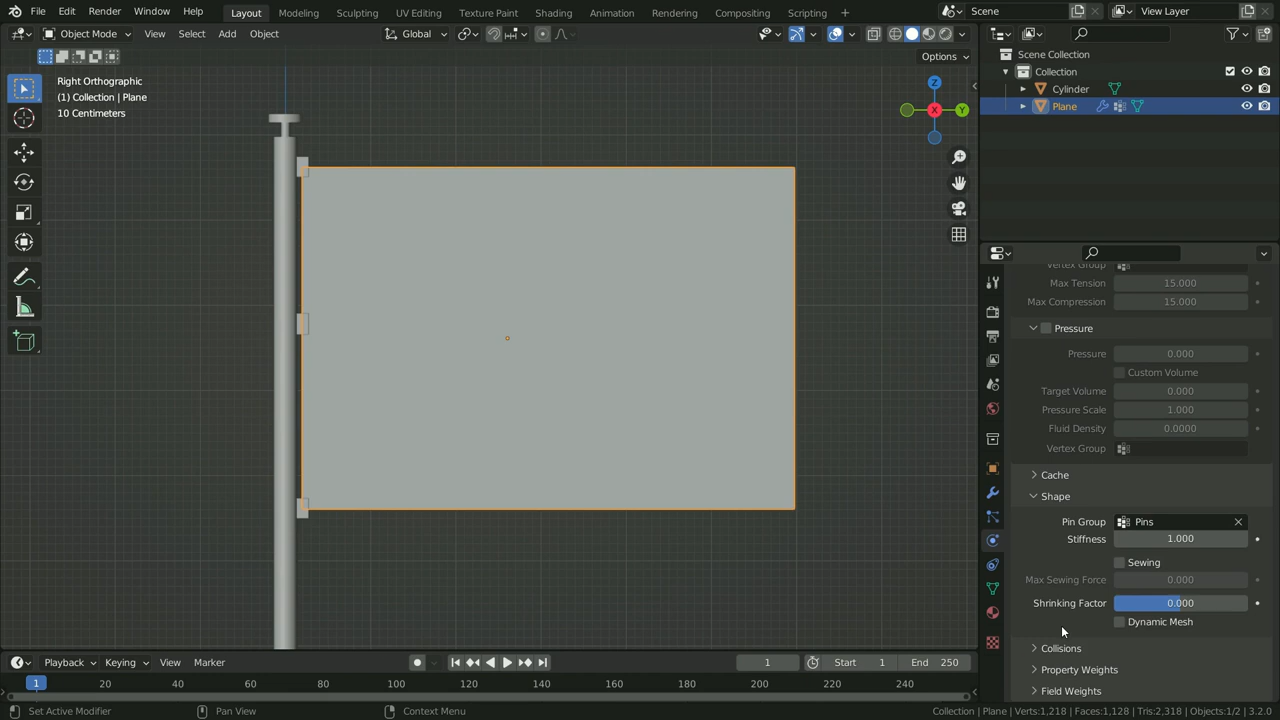 File Edit Render Window Help Layout Modeling Sculpting UV Editing Texture Paint Shading Animation Rendering Compositing Scripting + Scene View Layer
Object Mode View Select Add Object Global
Options
Right Orthographic
(1) Collection | Plane
10 Centimeters
Z
Y
X
Scene Collection
Collection
Cylinder
Plane
Vertex Group
Max Tension 15.000
Max Compression 15.000
Pressure
Pressure 0.000
Custom Volume
Target Volume 0.000
Pressure Scale 1.000
Fluid Density 0.0000
Vertex Group
Cache
Shape
Pin Group Pins
Stiffness 1.000
Sewing
Max Sewing Force 0.000
Shrinking Factor 0.000
Dynamic Mesh
Collisions
Property Weights
Field Weights
Playback Keying View Marker 1 Start 1 End 250
1 20 40 60 80 100 120 140 160 180 200 220 240
Set Active Modifier Pan View Context Menu Collection | Plane | Verts:1,218 | Faces:1,128 | Tris:2,318 | Objects:1/2 | 3.2.0